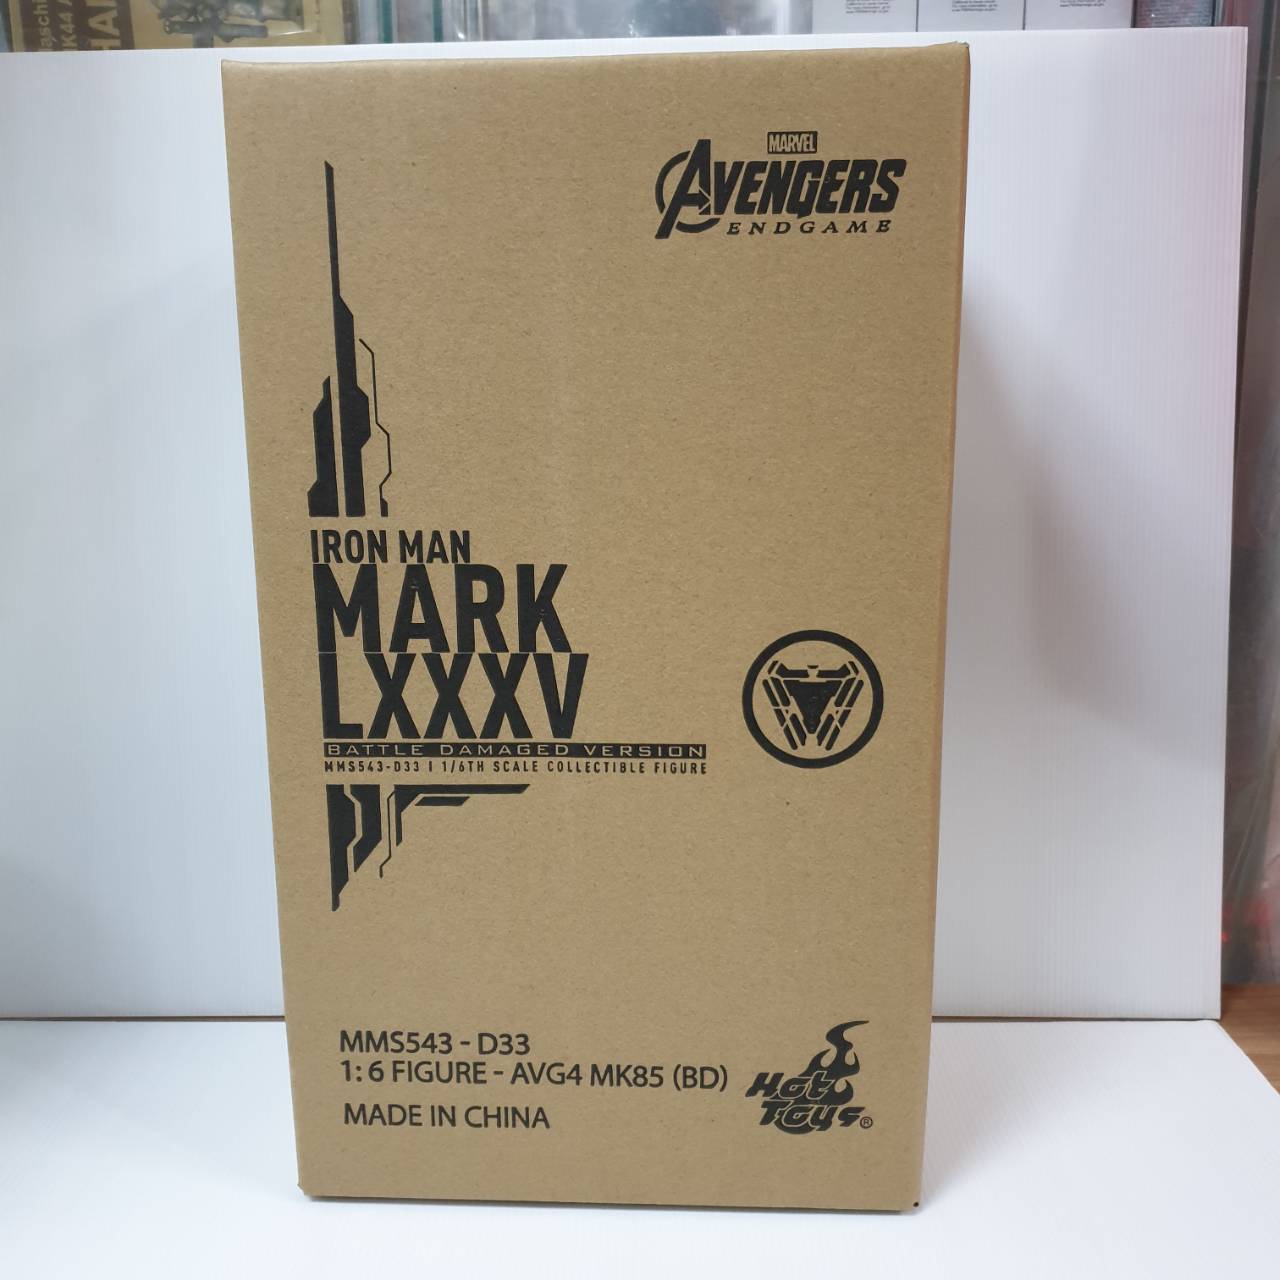 MARVEL
AVENGERS
ENDGAME
IRON MAN
MARK
LXXXV
BATTLE DAMAGED VERSION
MMS543-D33 | 1/6TH SCALE COLLECTIBLE FIGURE
MMS543 - D33
1: 6 FIGURE - AVG4 MK85 (BD)
MADE IN CHINA
Hot
Toys®